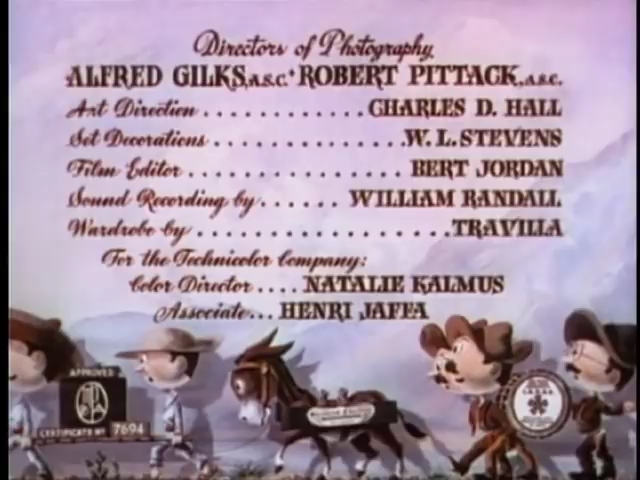 Directors of Photography
ALFRED GILKS, A.S.C. • ROBERT PITTACK, A.S.C.
Art Direction . . . . . . . . . . . . CHARLES D. HALL
Set Decorations . . . . . . . . . . . . . . . W. L. STEVENS
Film Editor . . . . . . . . . . . . . . . . . BERT JORDAN
Sound Recording by . . . . . . WILLIAM RANDALL
Wardrobe by . . . . . . . . . . . . . . . . . TRAVILLA
For the Technicolor Company:
Color Director . . . . NATALIE KALMUS
Associate... HENRI JAFFA
APPROVED
CERTIFICATE No 7694